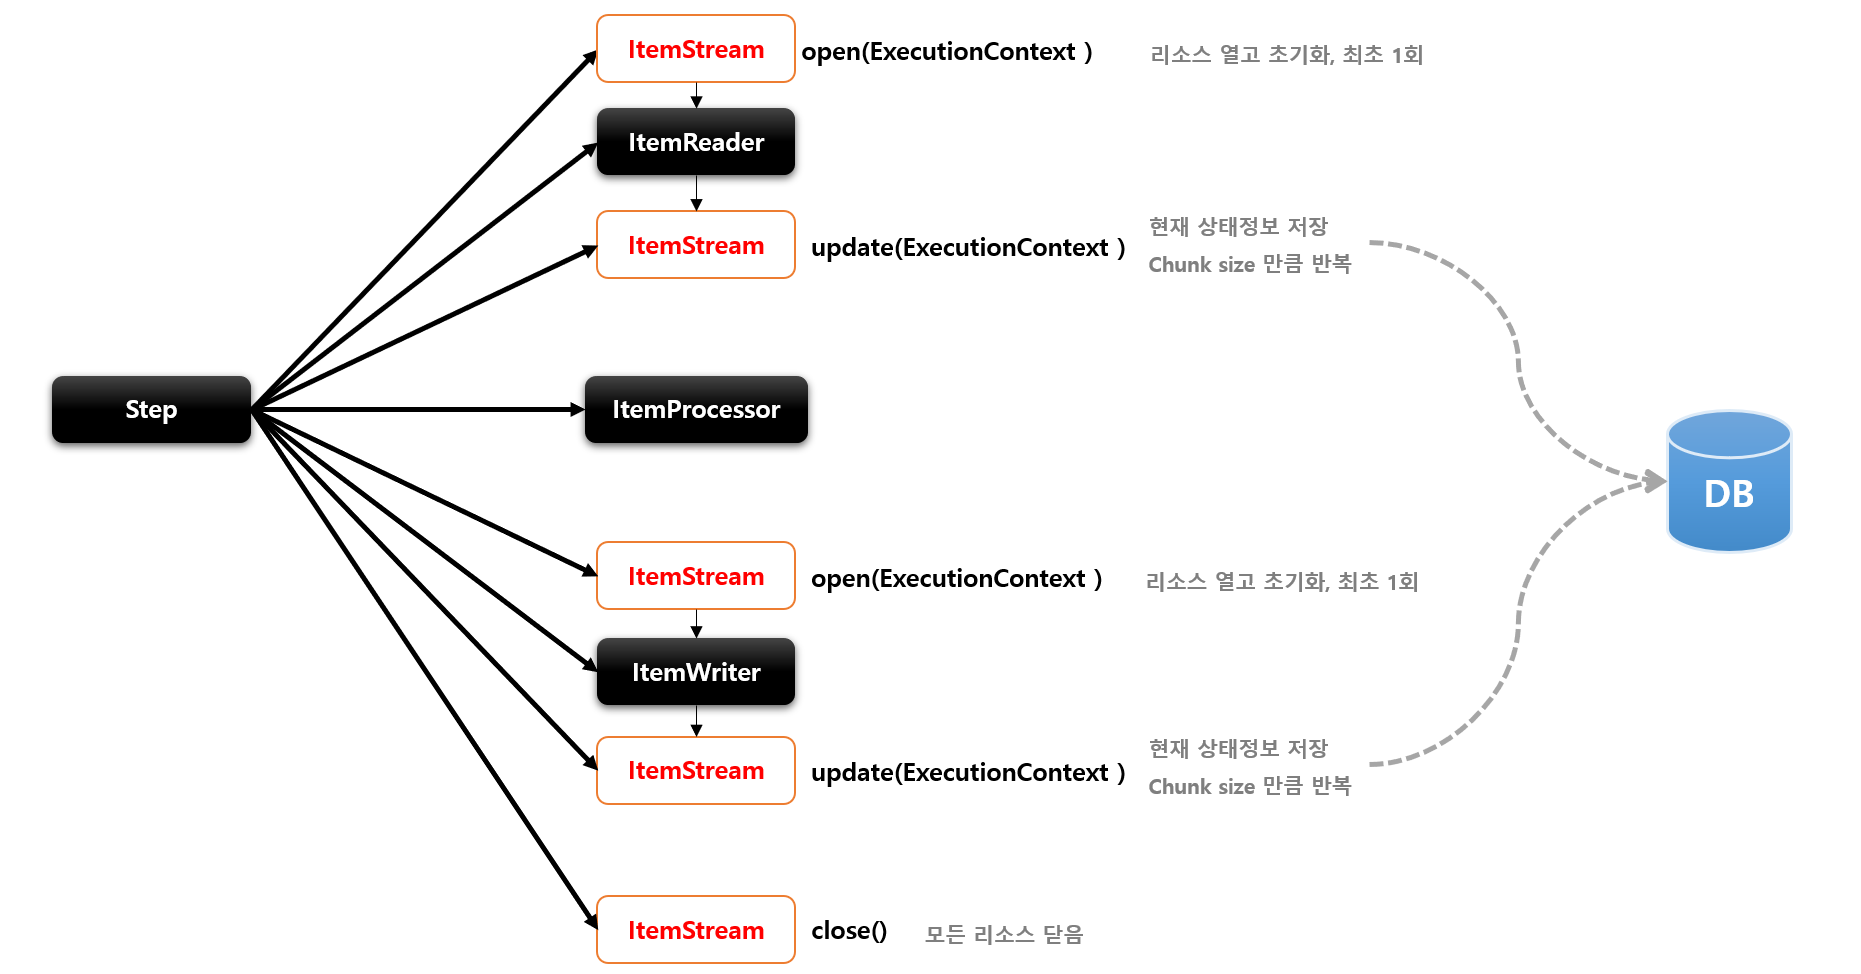 ItemStream open(ExecutionContext ) 리소스 열고 초기화, 최초 1회
ItemReader
ItemStream update(ExecutionContext ) 현재 상태정보 저장
Chunk size 만큼 반복
Step
ItemProcessor
DB
ItemStream open(ExecutionContext ) 리소스 열고 초기화, 최초 1회
ItemWriter
ItemStream update(ExecutionContext ) 현재 상태정보 저장
Chunk size 만큼 반복
ItemStream close() 모든 리소스 닫음